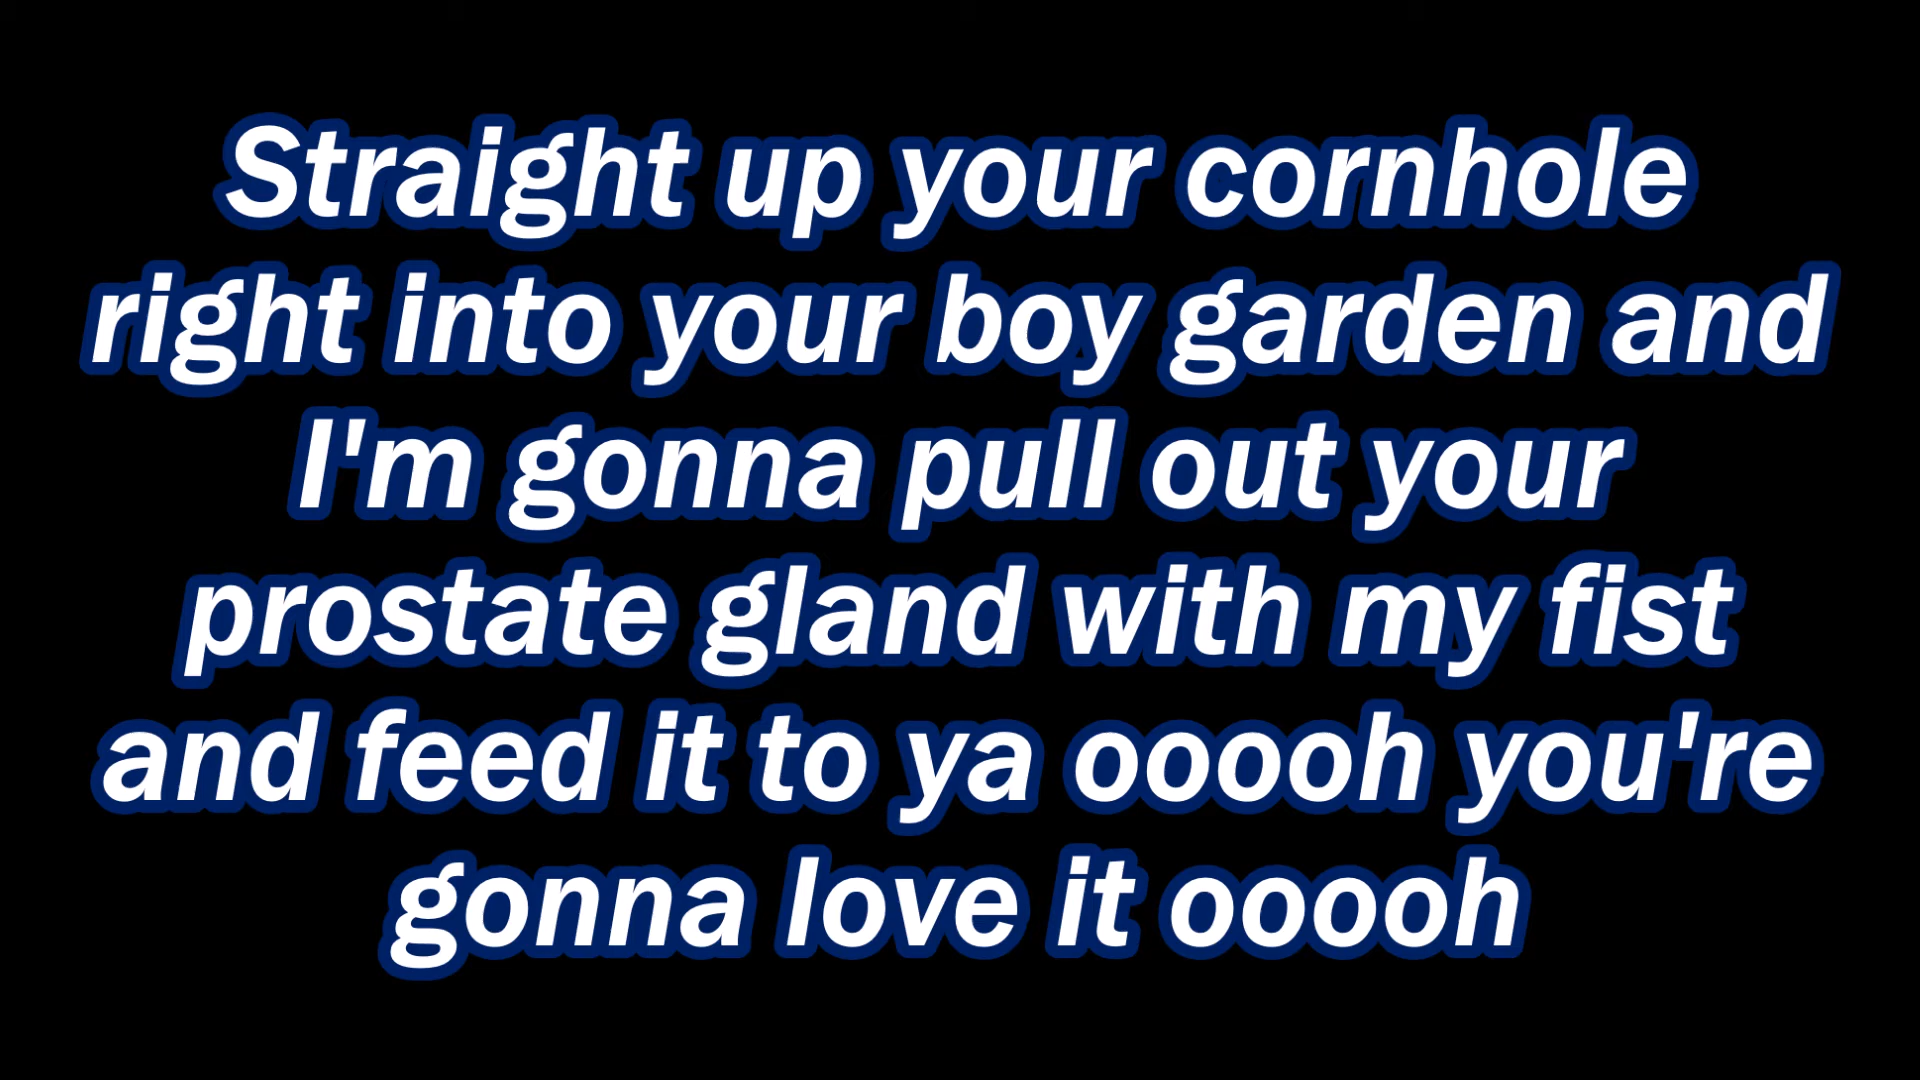 Straight up your cornhole
right into your boy garden and
I'm gonna pull out your
prostate gland with my fist
and feed it to ya ooooh you're
gonna love it ooooh